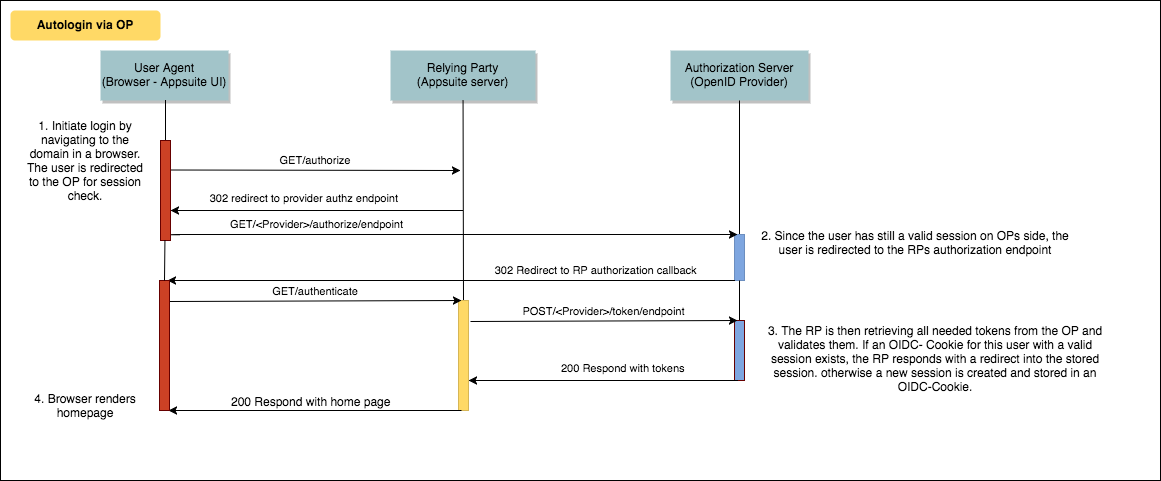 Autologin via OP
User Agent
(Browser - Appsuite UI)
Relying Party
(Appsuite server)
Authorization Server
(OpenID Provider)
1. Initiate login by
navigating to the
domain in a browser.
The user is redirected
to the OP for session
check.
GET/authorize
302 redirect to provider authz endpoint
GET/<Provider>/authorize/endpoint
2. Since the user has still a valid session on OPs side, the
user is redirected to the RPs authorization endpoint
302 Redirect to RP authorization callback
GET/authenticate
POST/<Provider>/token/endpoint
3. The RP is then retrieving all needed tokens from the OP and
validates them. If an OIDC- Cookie for this user with a valid
session exists, the RP responds with a redirect into the stored
session. otherwise a new session is created and stored in an
OIDC-Cookie.
200 Respond with tokens
4. Browser renders
homepage
200 Respond with home page